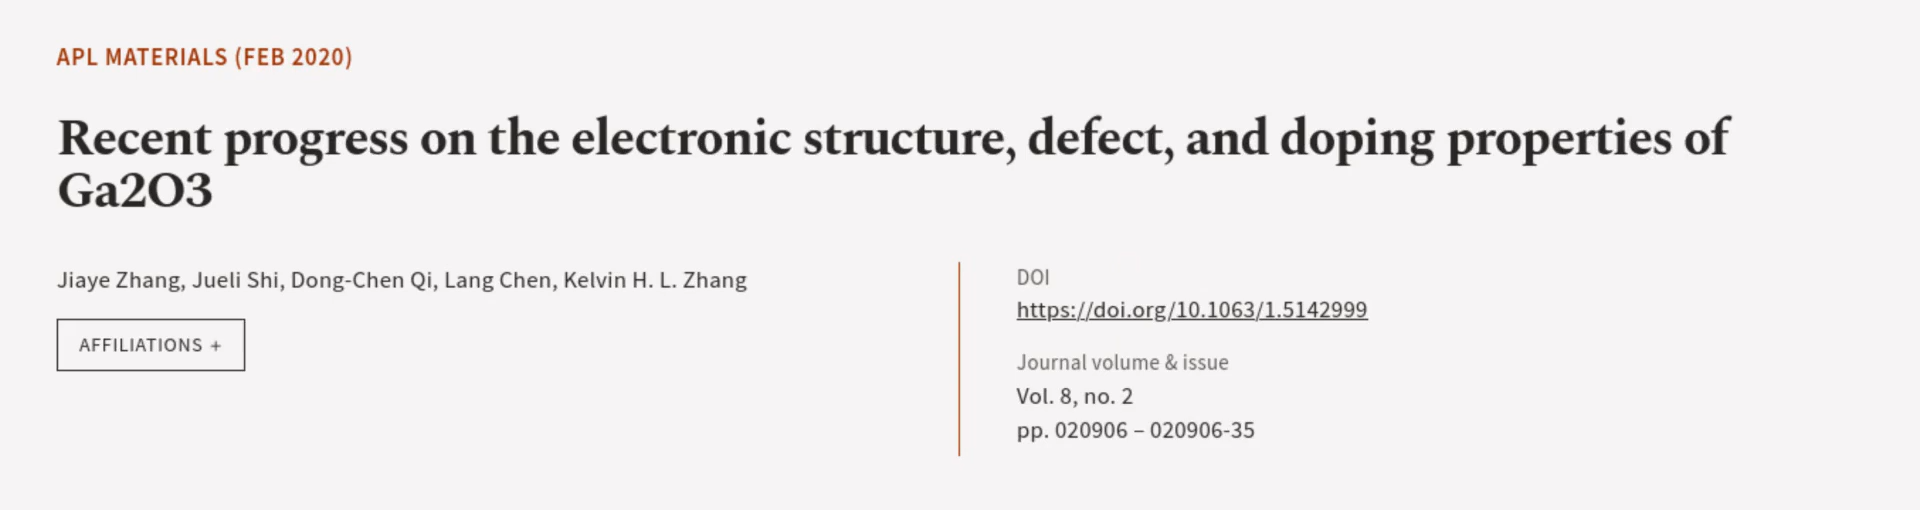 APL MATERIALS (FEB 2020)
Recent progress on the electronic structure, defect, and doping properties of
Ga2O3
Jiaye Zhang, Jueli Shi, Dong-Chen Qi, Lang Chen, Kelvin H. L. Zhang
AFFILIATIONS +
DOI
https://doi.org/10.1063/1.5142999
Journal volume & issue
Vol. 8, no. 2
pp. 020906 – 020906-35